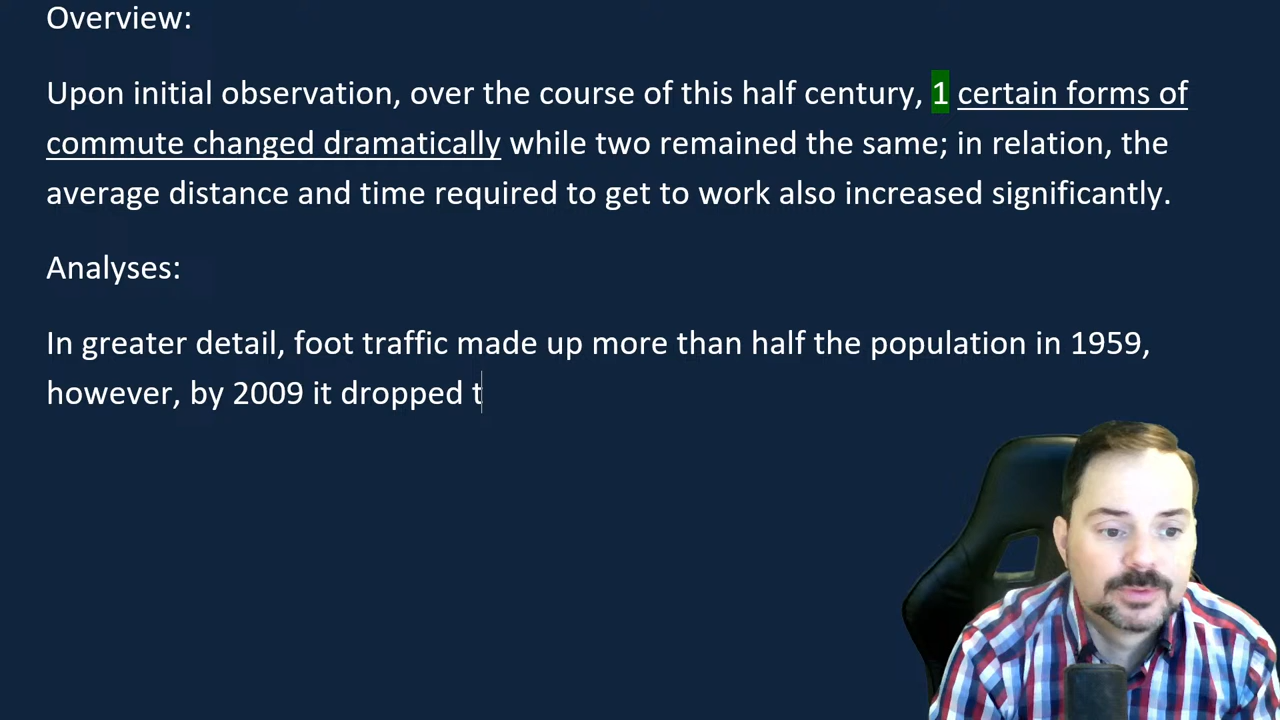 Overview:
Upon initial observation, over the course of this half century, 1 certain forms of
commute changed dramatically while two remained the same; in relation, the
average distance and time required to get to work also increased significantly.
Analyses:
In greater detail, foot traffic made up more than half the population in 1959,
however, by 2009 it dropped t